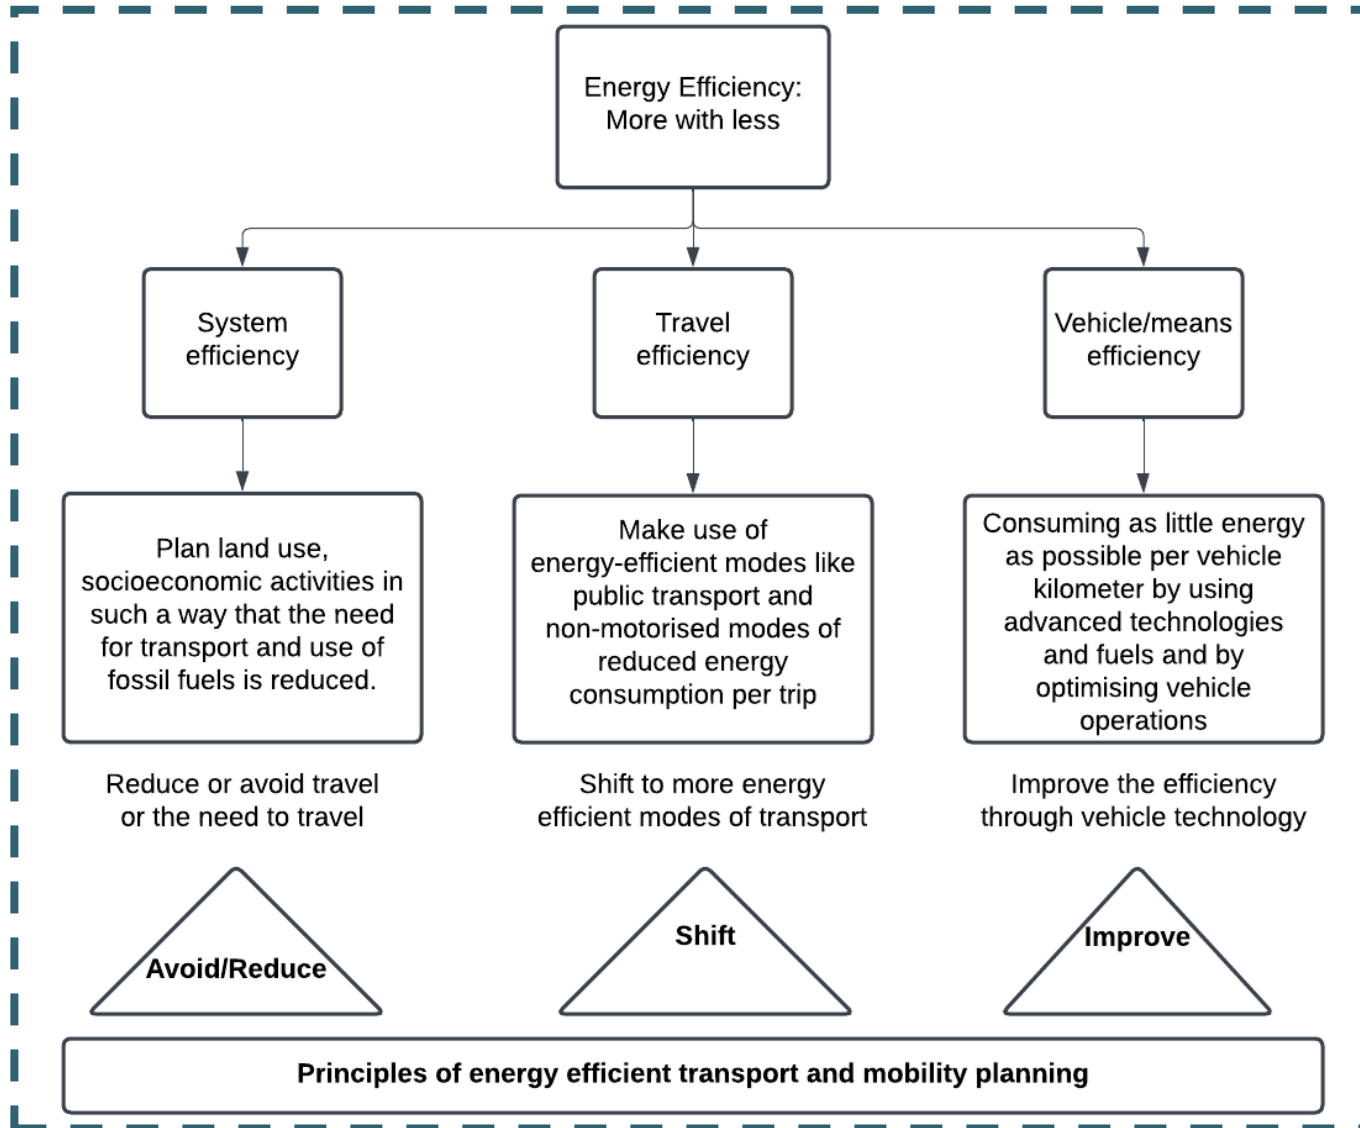 Energy Efficiency:
More with less
System
efficiency
Travel
efficiency
Vehicle/means
efficiency
Plan land use,
socioeconomic activities in
such a way that the need
for transport and use of
fossil fuels is reduced.
Make use of
energy-efficient modes like
public transport and
non-motorised modes of
reduced energy
consumption per trip
Consuming as little energy
as possible per vehicle
kilometer by using
advanced technologies
and fuels and by
optimising vehicle
operations
Reduce or avoid travel
or the need to travel
Shift to more energy
efficient modes of transport
Improve the efficiency
through vehicle technology
Avoid/Reduce
Shift
Improve
Principles of energy efficient transport and mobility planning